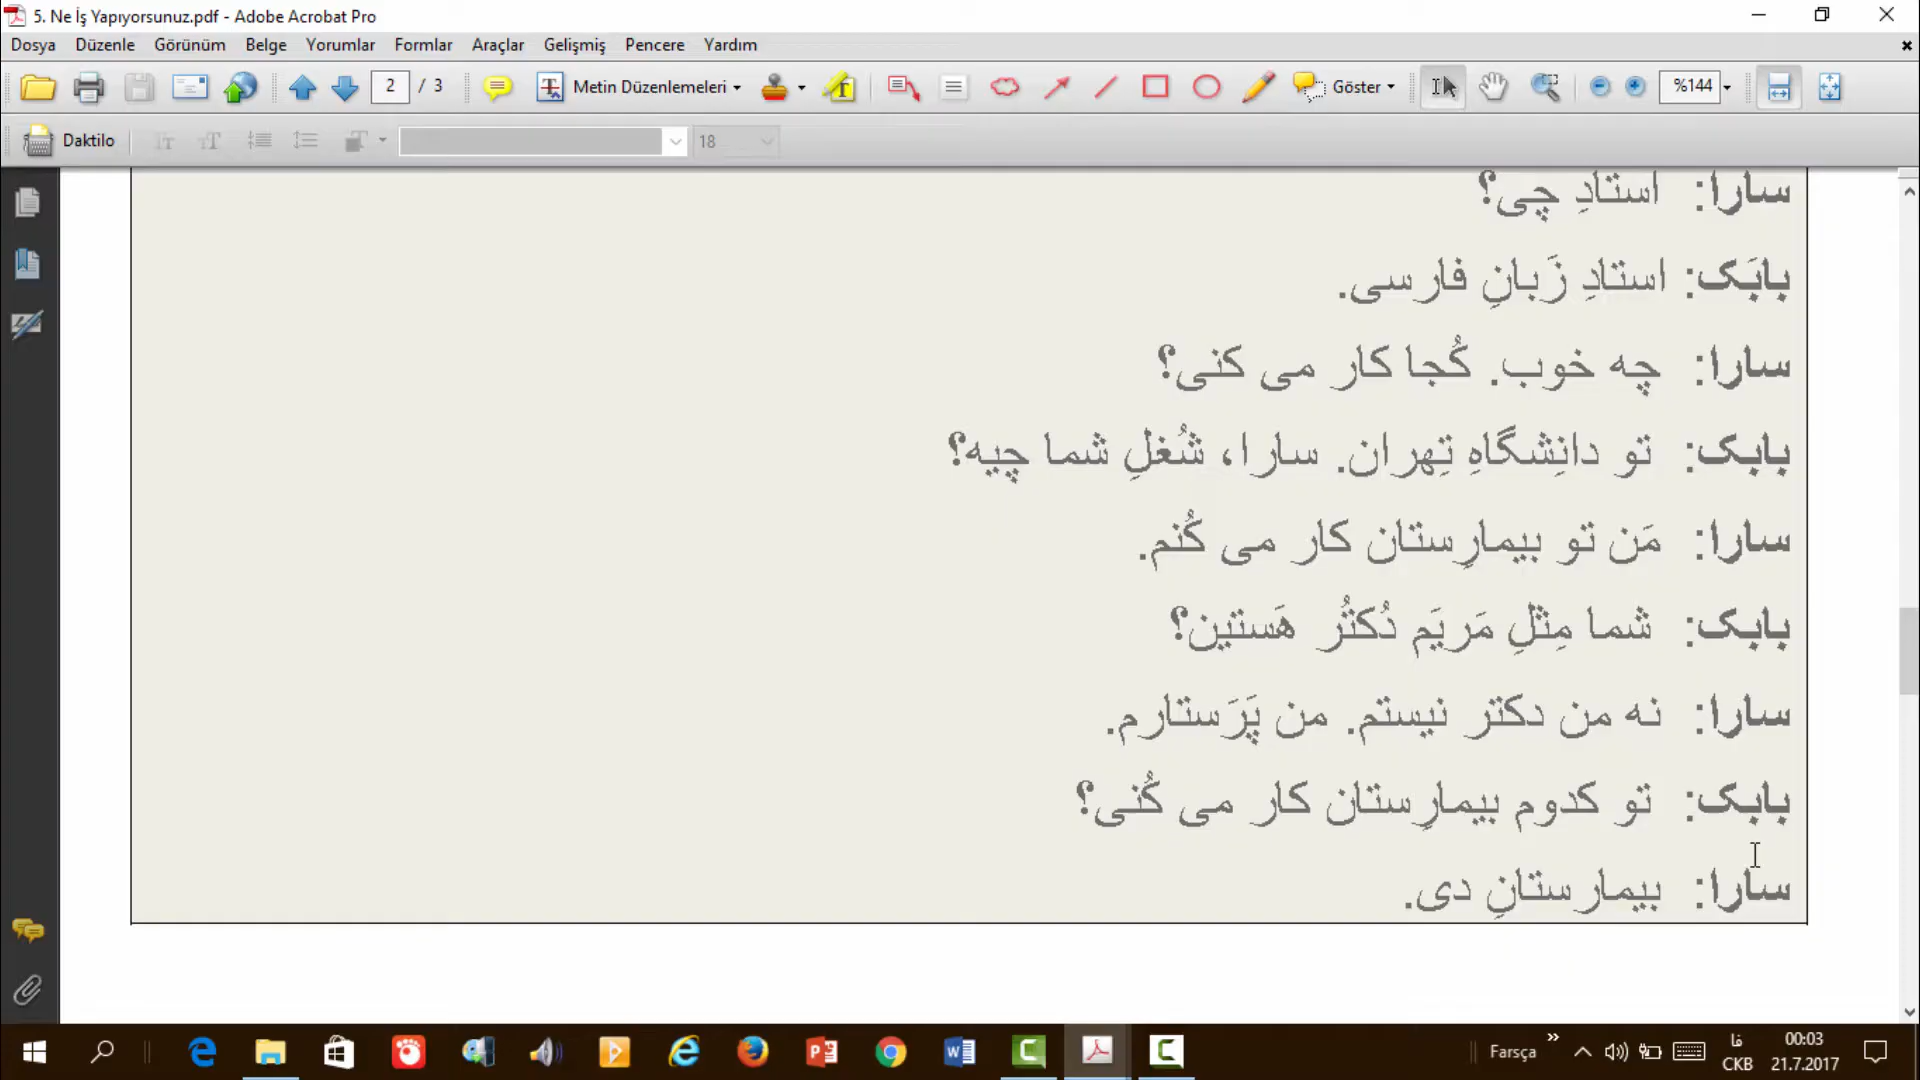 5. Ne İş Yapıyorsunuz.pdf - Adobe Acrobat Pro
Dosya Düzenle Görünüm Belge Yorumlar Formlar Araçlar Gelişmiş Pencere Yardım
2 / 3 Metin Düzenlemeleri Göster %144
Daktilo 18
سارا: استادِ چی؟
بابَک: استادِ زَبانِ فارسی.
سارا: چه خوب. کُجا کار می کنی؟
بابک: تو دانِشگاهِ تِهران. سارا، شُغلِ شما چیه؟
سارا: مَن تو بیمارِستان کار می کُنم.
بابک: شما مِثلِ مَریَم دُکتُر هَستین؟
سارا: نه من دکتر نیستم. من پَرَستارم.
بابک: تو کدوم بیمارِستان کار می کُنی؟
سارا: بیمارستانِ دی.
Farsça فا 00:03
CKB 21.7.2017